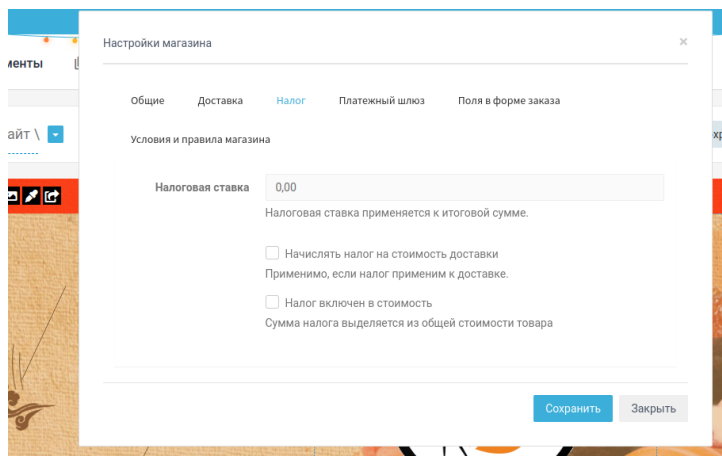 Настройки магазина
×
Общие Доставка Налог Платежный шлюз Поля в форме заказа
Условия и правила магазина
Налоговая ставка 0,00
Налоговая ставка применяется к итоговой сумме.
Начислять налог на стоимость доставки
Применимо, если налог применим к доставке.
Налог включен в стоимость
Сумма налога выделяется из общей стоимости товара
Сохранить Закрыть